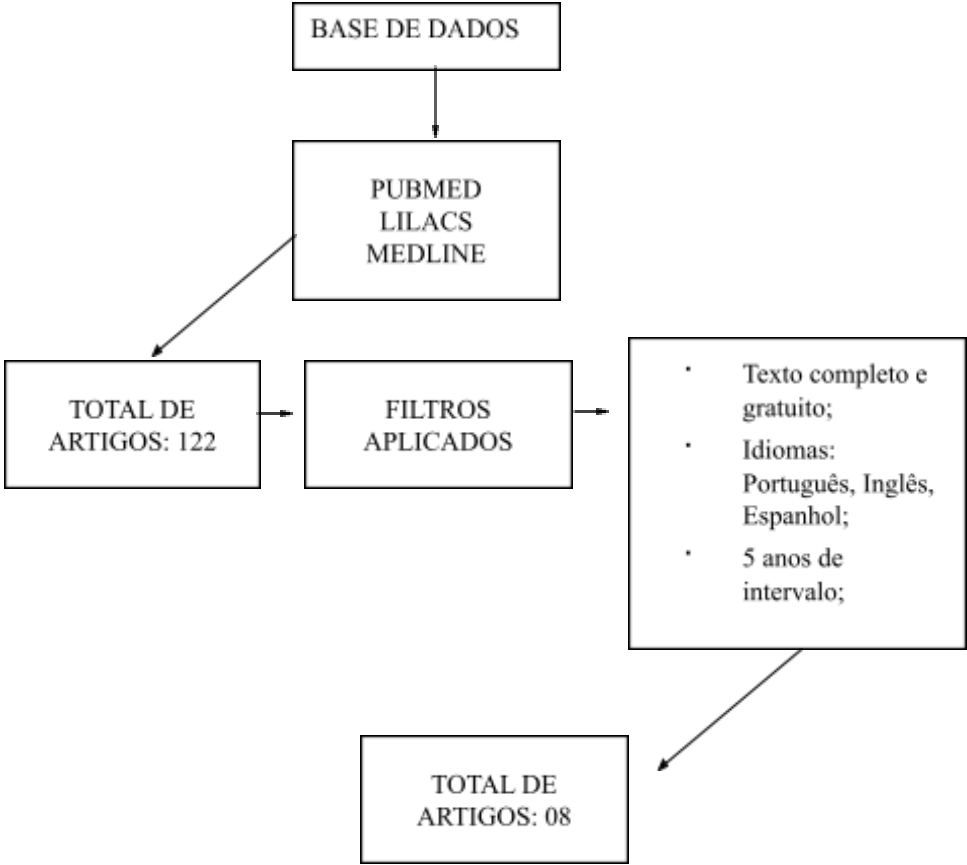 BASE DE DADOS
PUBMED
LILACS
MEDLINE
TOTAL DE
ARTIGOS: 122
FILTROS
APLICADOS
· Texto completo e
gratuito;
· Idiomas:
Português, Inglês,
Espanhol;
· 5 anos de
intervalo;
TOTAL DE
ARTIGOS: 08